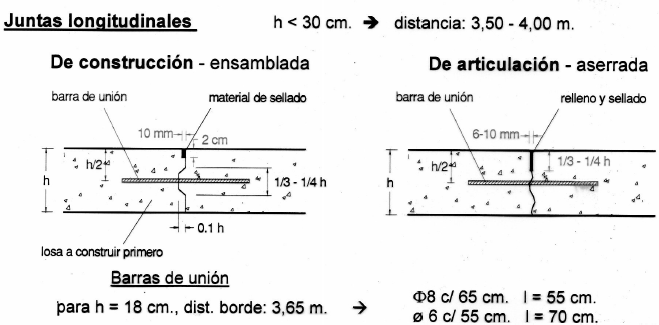 Juntas longitudinales h < 30 cm. → distancia: 3,50 - 4,00 m.
De construcción - ensamblada De articulación - aserrada
barra de unión material de sellado barra de unión relleno y sellado
10 mm 2 cm 6-10 mm
h/2 h/2 1/3 - 1/4 h
h 1/3 - 1/4 h h
0.1 h
losa a construir primero
Barras de unión
para h = 18 cm., dist. borde: 3,65 m. → Φ8 c/ 65 cm. l = 55 cm.
ø 6 c/ 55 cm. l = 70 cm.